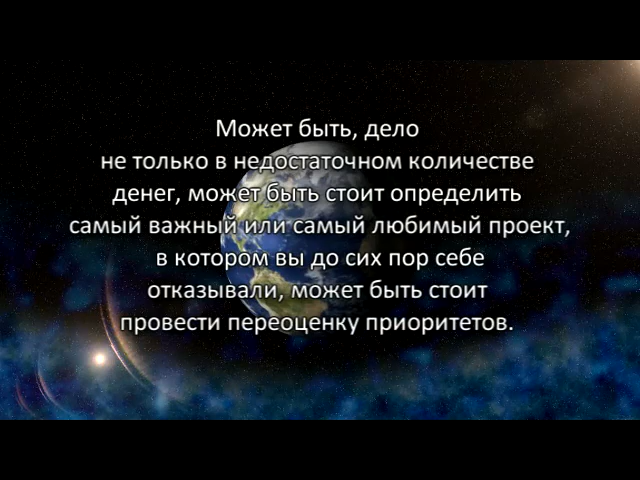 Может быть, дело
не только в недостаточном количестве
денег, может быть стоит определить
самый важный или самый любимый проект,
в котором вы до сих пор себе
отказывали, может быть стоит
провести переоценку приоритетов.